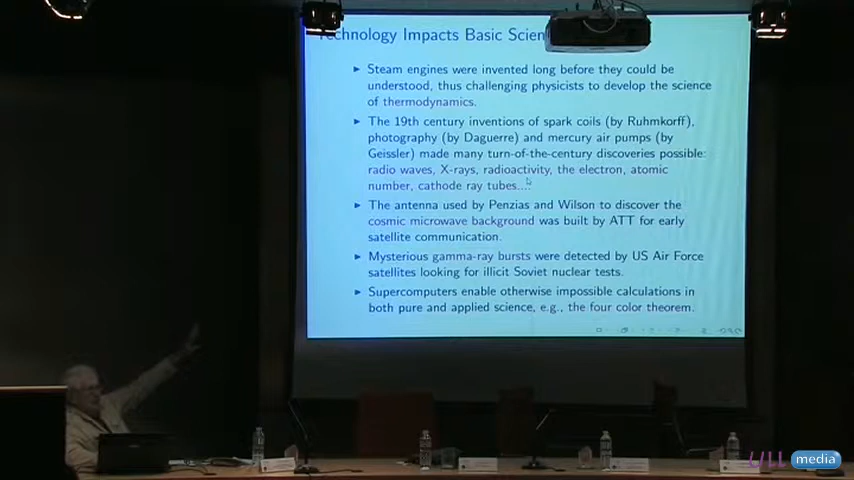 Technology Impacts Basic Scien
► Steam engines were invented long before they could be
understood, thus challenging physicists to develop the science
of thermodynamics.
► The 19th century inventions of spark coils (by Ruhmkorff),
photography (by Daguerre) and mercury air pumps (by
Geissler) made many turn-of-the-century discoveries possible:
radio waves, X-rays, radioactivity, the electron, atomic
number, cathode ray tubes....
► The antenna used by Penzias and Wilson to discover the
cosmic microwave background was built by ATT for early
satellite communication.
► Mysterious gamma-ray bursts were detected by US Air Force
satellites looking for illicit Soviet nuclear tests.
► Supercomputers enable otherwise impossible calculations in
both pure and applied science, e.g., the four color theorem.
ULL media